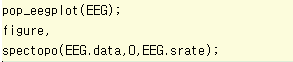 pop_eegplot(EEG);
figure,
spectopo(EEG.data,0,EEG.srate);